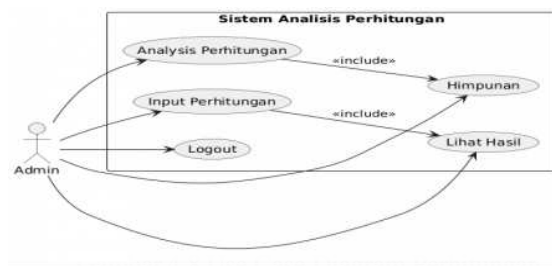 Sistem Analisis Perhitungan
Analysis Perhitungan
«include»
Himpunan
Input Perhitungan
«include»
Lihat Hasil
Logout
Admin